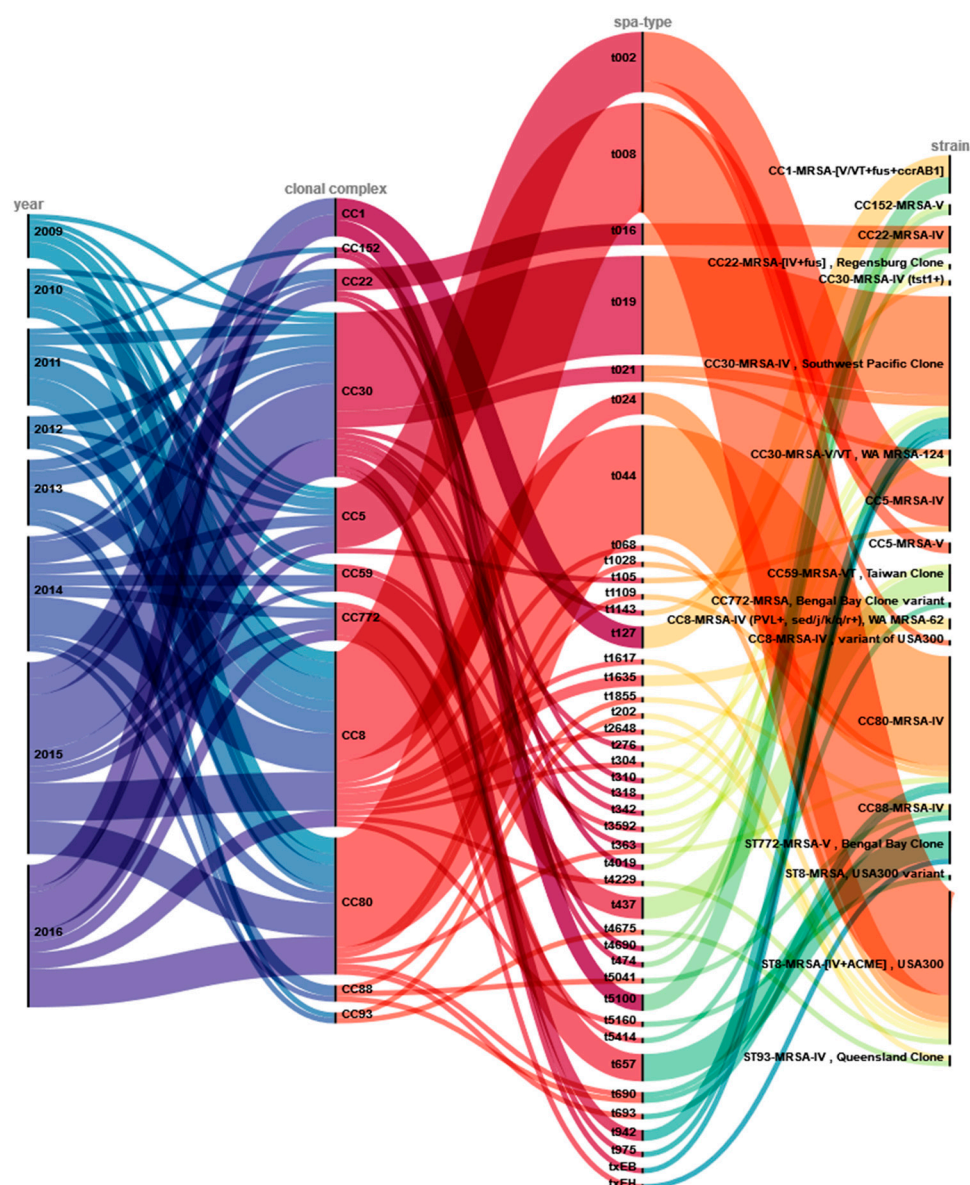 year
2009
2010
2011
2012
2013
2014
2015
2016
clonal complex
CC1
CC152
CC22
CC30
CC5
CC59
CC772
CC8
CC80
CC88
CC93
spa-type
t002
t008
t016
t019
t021
t024
t044
t068
t1028
t105
t1109
t1143
t127
t1617
t1635
t1855
t202
t2648
t276
t304
t310
t318
t342
t3592
t363
t4019
t4229
t437
t4675
t4690
t474
t5041
t5100
t5160
t5414
t657
t690
t693
t942
t975
txEB
txEH
strain
CC1-MRSA-[V/VT+fus+ccrAB1]
CC152-MRSA-V
CC22-MRSA-IV
CC22-MRSA-[IV+fus] , Regensburg Clone
CC30-MRSA-IV (tst1+)
CC30-MRSA-IV , Southwest Pacific Clone
CC30-MRSA-V/VT , WA MRSA-124
CC5-MRSA-IV
CC5-MRSA-V
CC59-MRSA-VT , Taiwan Clone
CC772-MRSA, Bengal Bay Clone variant
CC8-MRSA-IV (PVL+, sed/j/k/q/r+), WA MRSA-62
CC8-MRSA-IV , variant of USA300
CC80-MRSA-IV
CC88-MRSA-IV
ST772-MRSA-V , Bengal Bay Clone
ST8-MRSA, USA300 variant
ST8-MRSA-[IV+ACME] , USA300
ST93-MRSA-IV , Queensland Clone